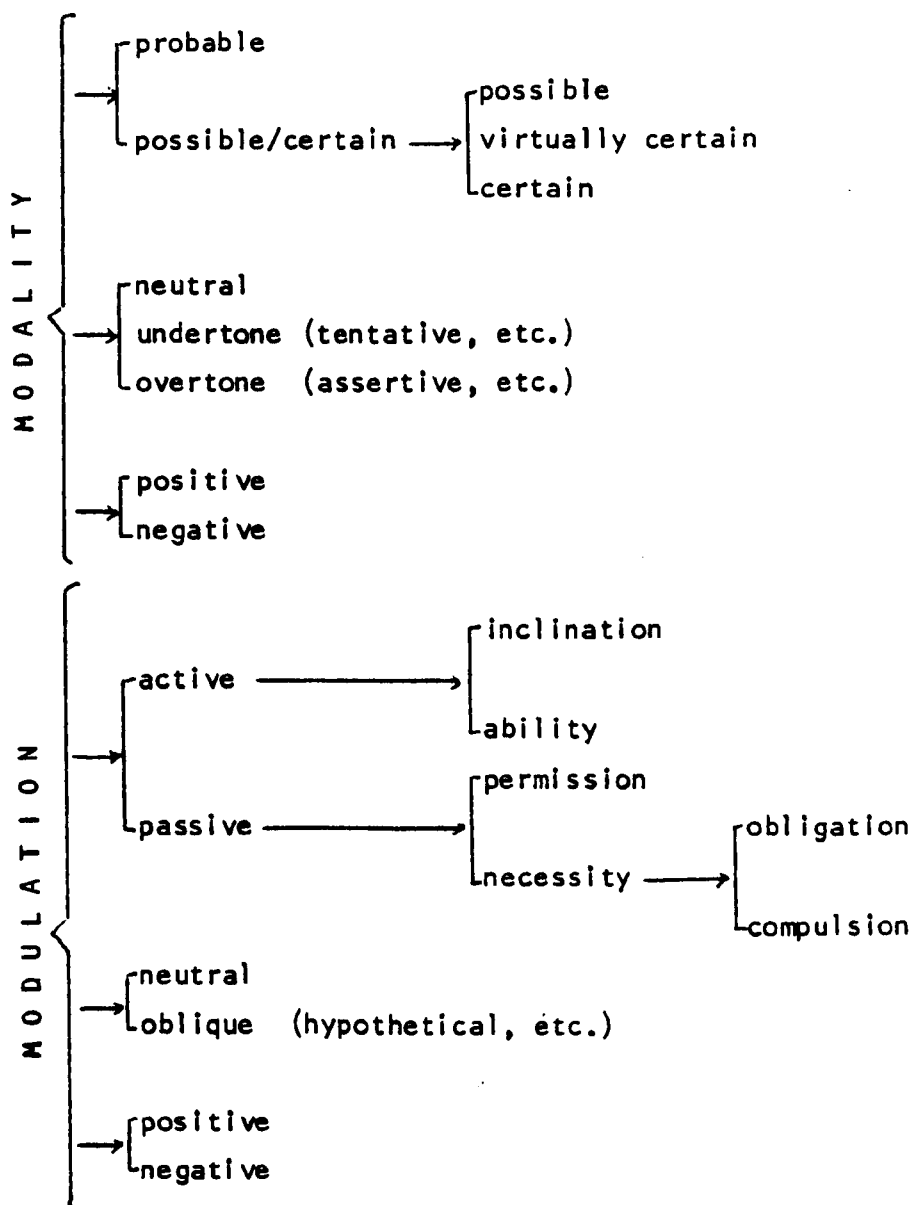 MODALITY
probable
possible/certain
possible
virtually certain
certain
neutral
undertone (tentative, etc.)
overtone (assertive, etc.)
positive
negative
MODULATION
active
inclination
ability
passive
permission
necessity
obligation
compulsion
neutral
oblique (hypothetical, etc.)
positive
negative